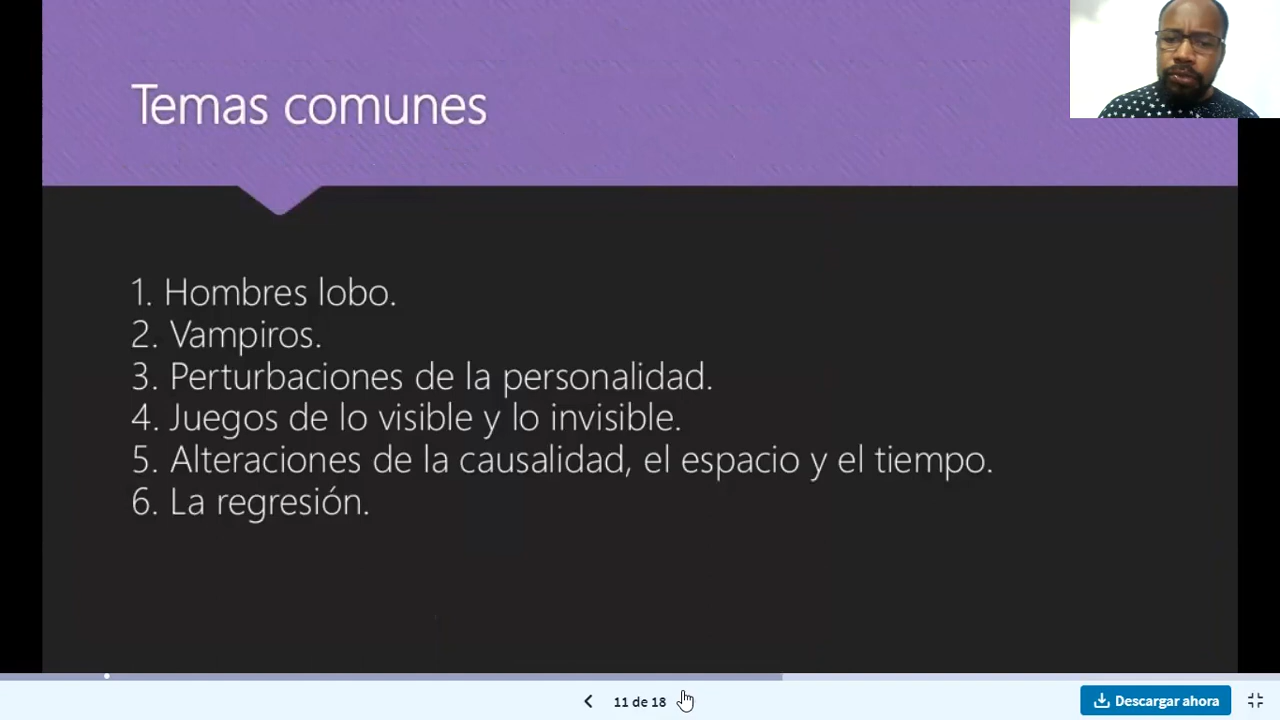 Temas comunes
1. Hombres lobo.
2. Vampiros.
3. Perturbaciones de la personalidad.
4. Juegos de lo visible y lo invisible.
5. Alteraciones de la causalidad, el espacio y el tiempo.
6. La regresión.
11 de 18
Descargar ahora